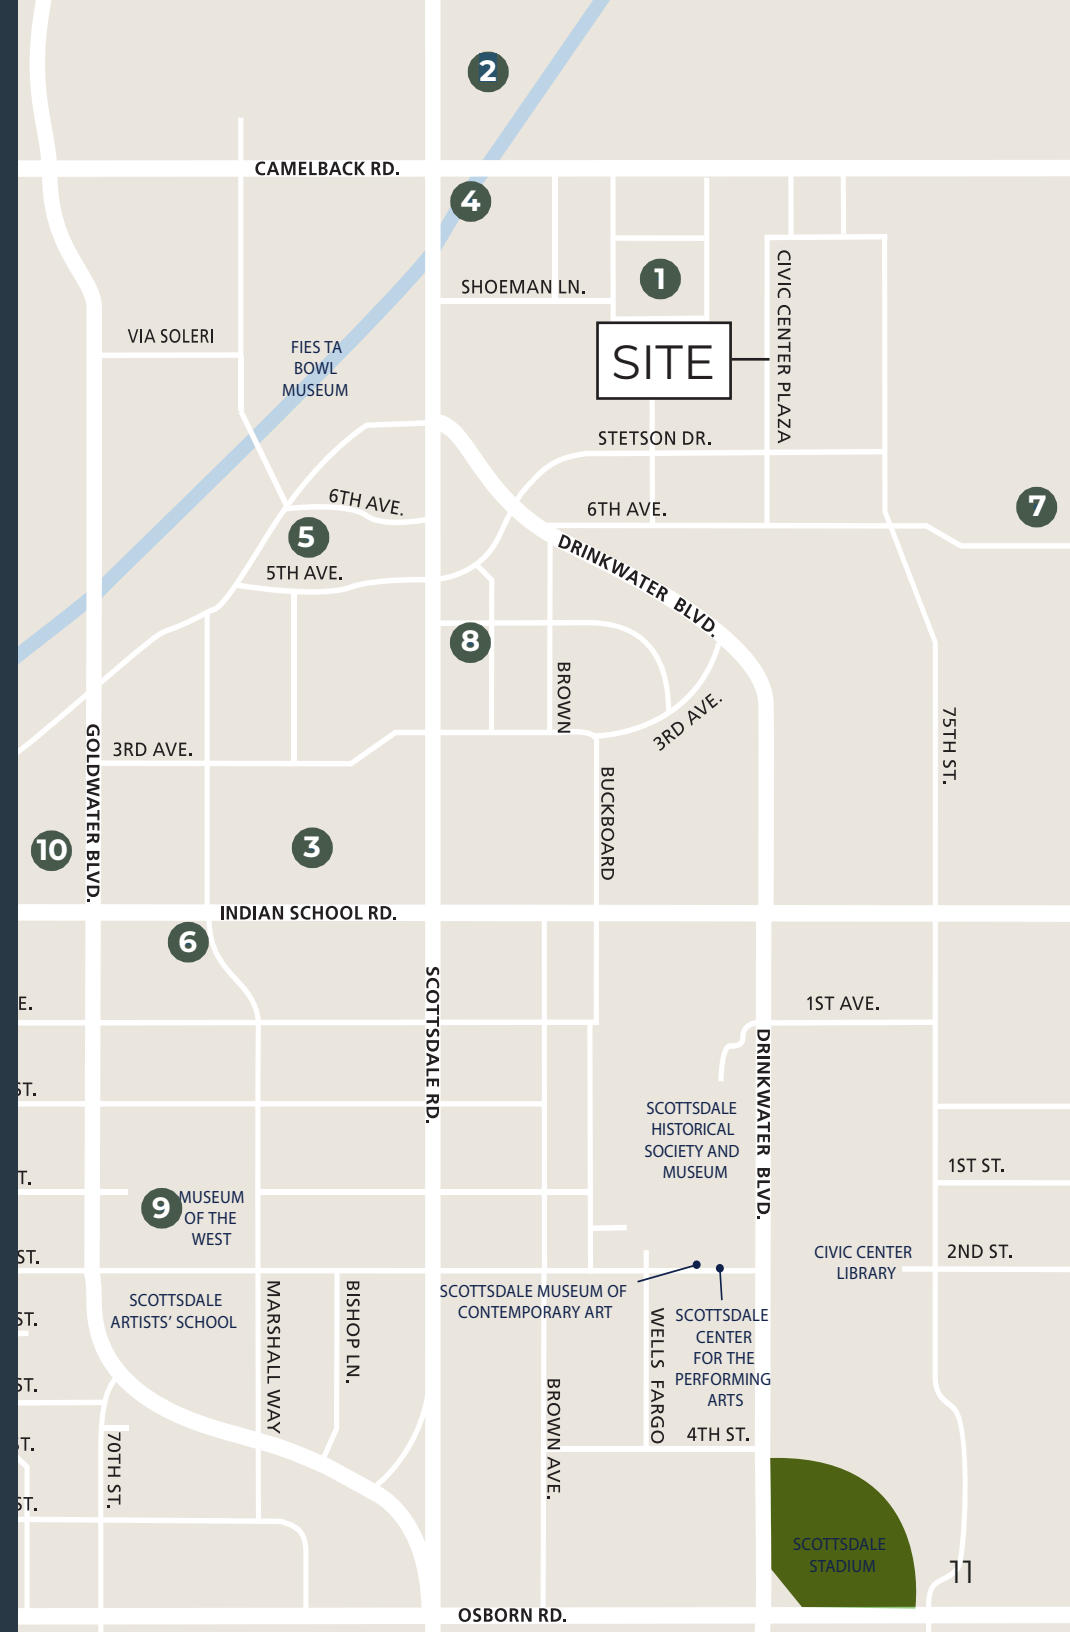 2
CAMELBACK RD.
4
1
SHOEMAN LN.
CIVIC CENTER PLAZA
VIA SOLERI
FIES TA
BOWL
MUSEUM
SITE
STETSON DR.
6TH AVE.
6TH AVE.
7
5
5TH AVE.
DRINKWATER BLVD.
8
BROWN
3RD AVE.
75TH ST.
GOLDWATER BLVD.
3RD AVE.
BUCKBOARD
10
3
INDIAN SCHOOL RD.
6
SCOTTSDALE RD.
E.
1ST AVE.
DRINKWATER BLVD.
ST.
SCOTTSDALE
HISTORICAL
SOCIETY AND
MUSEUM
1ST ST.
T.
9
MUSEUM
OF THE
WEST
ST.
CIVIC CENTER
LIBRARY
2ND ST.
SCOTTSDALE
ARTISTS' SCHOOL
MARSHALL WAY
BISHOP LN.
SCOTTSDALE MUSEUM OF
CONTEMPORARY ART
WELLS FARGO
SCOTTSDALE
CENTER
FOR THE
PERFORMING
ARTS
ST.
ST.
BROWN AVE.
4TH ST.
T.
70TH ST.
ST.
SCOTTSDALE
STADIUM
11
OSBORN RD.